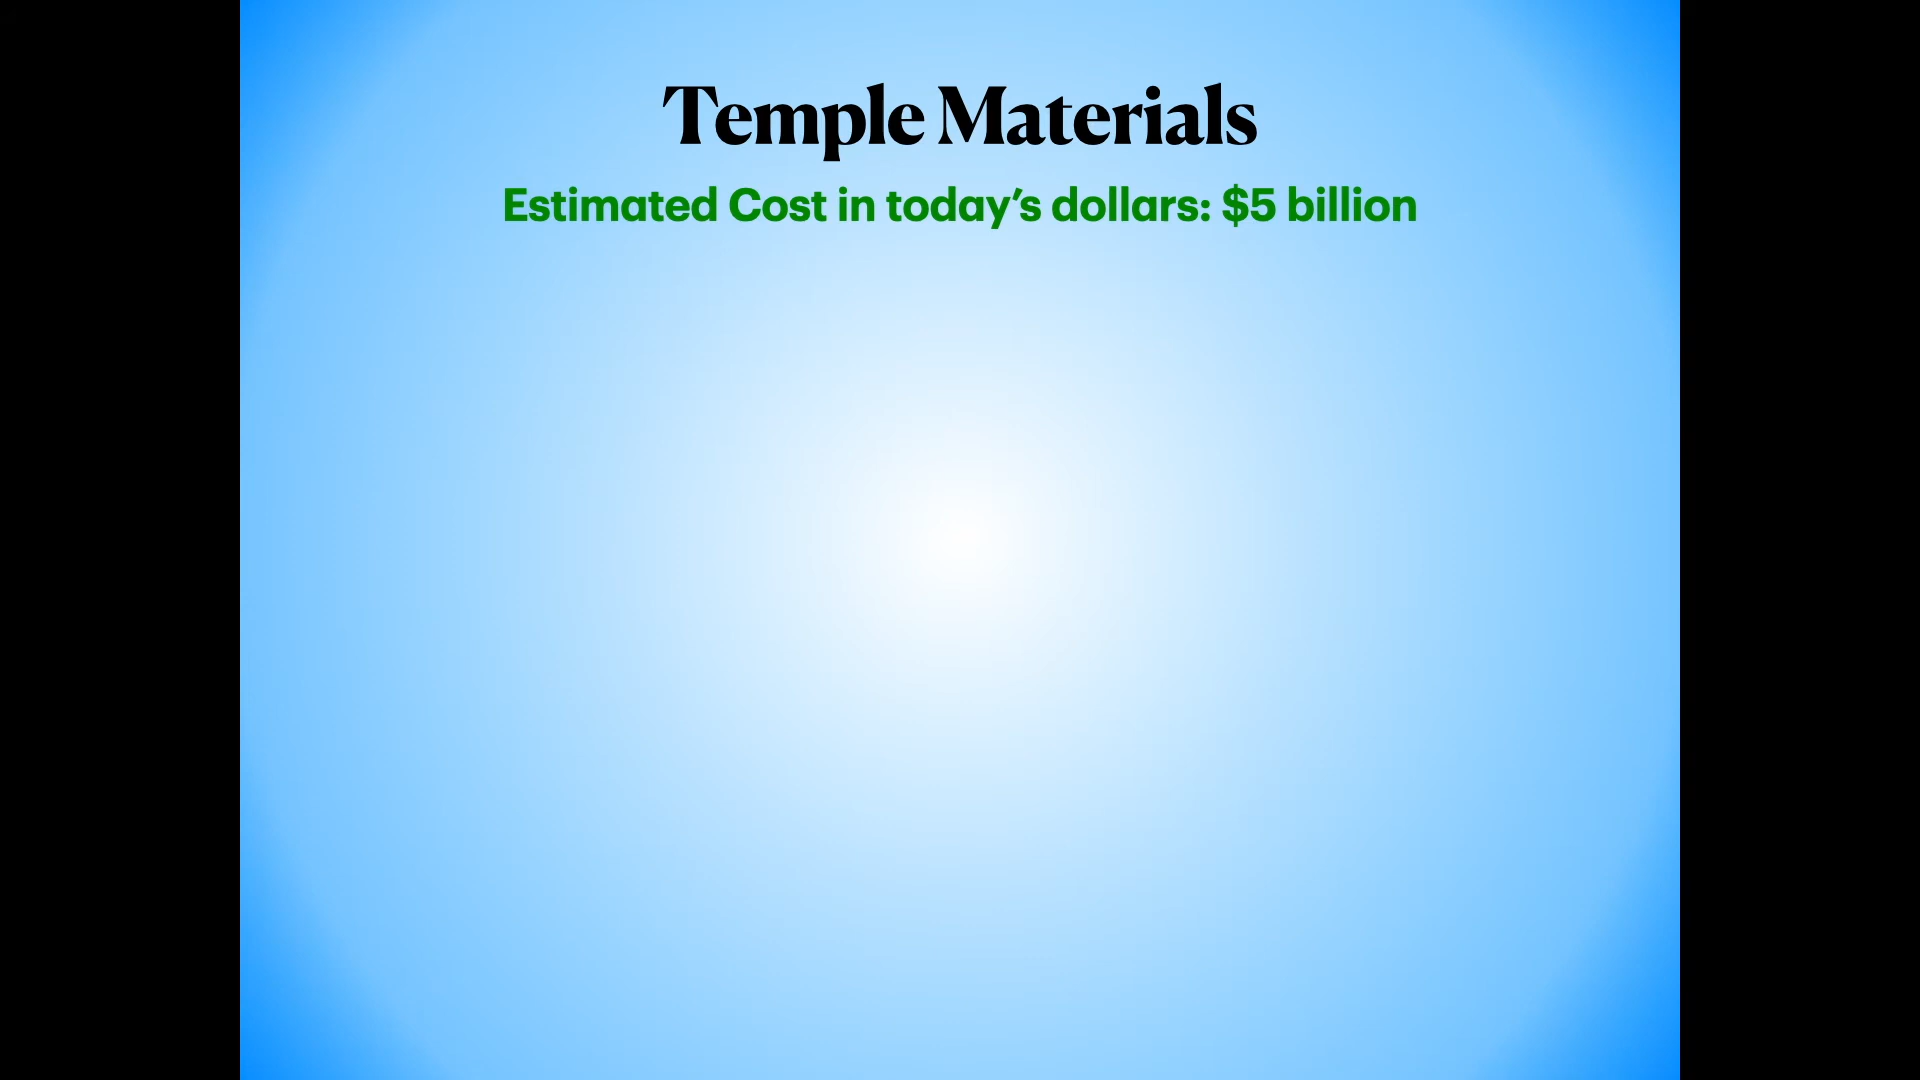 Temple Materials
Estimated Cost in today’s dollars: $5 billion